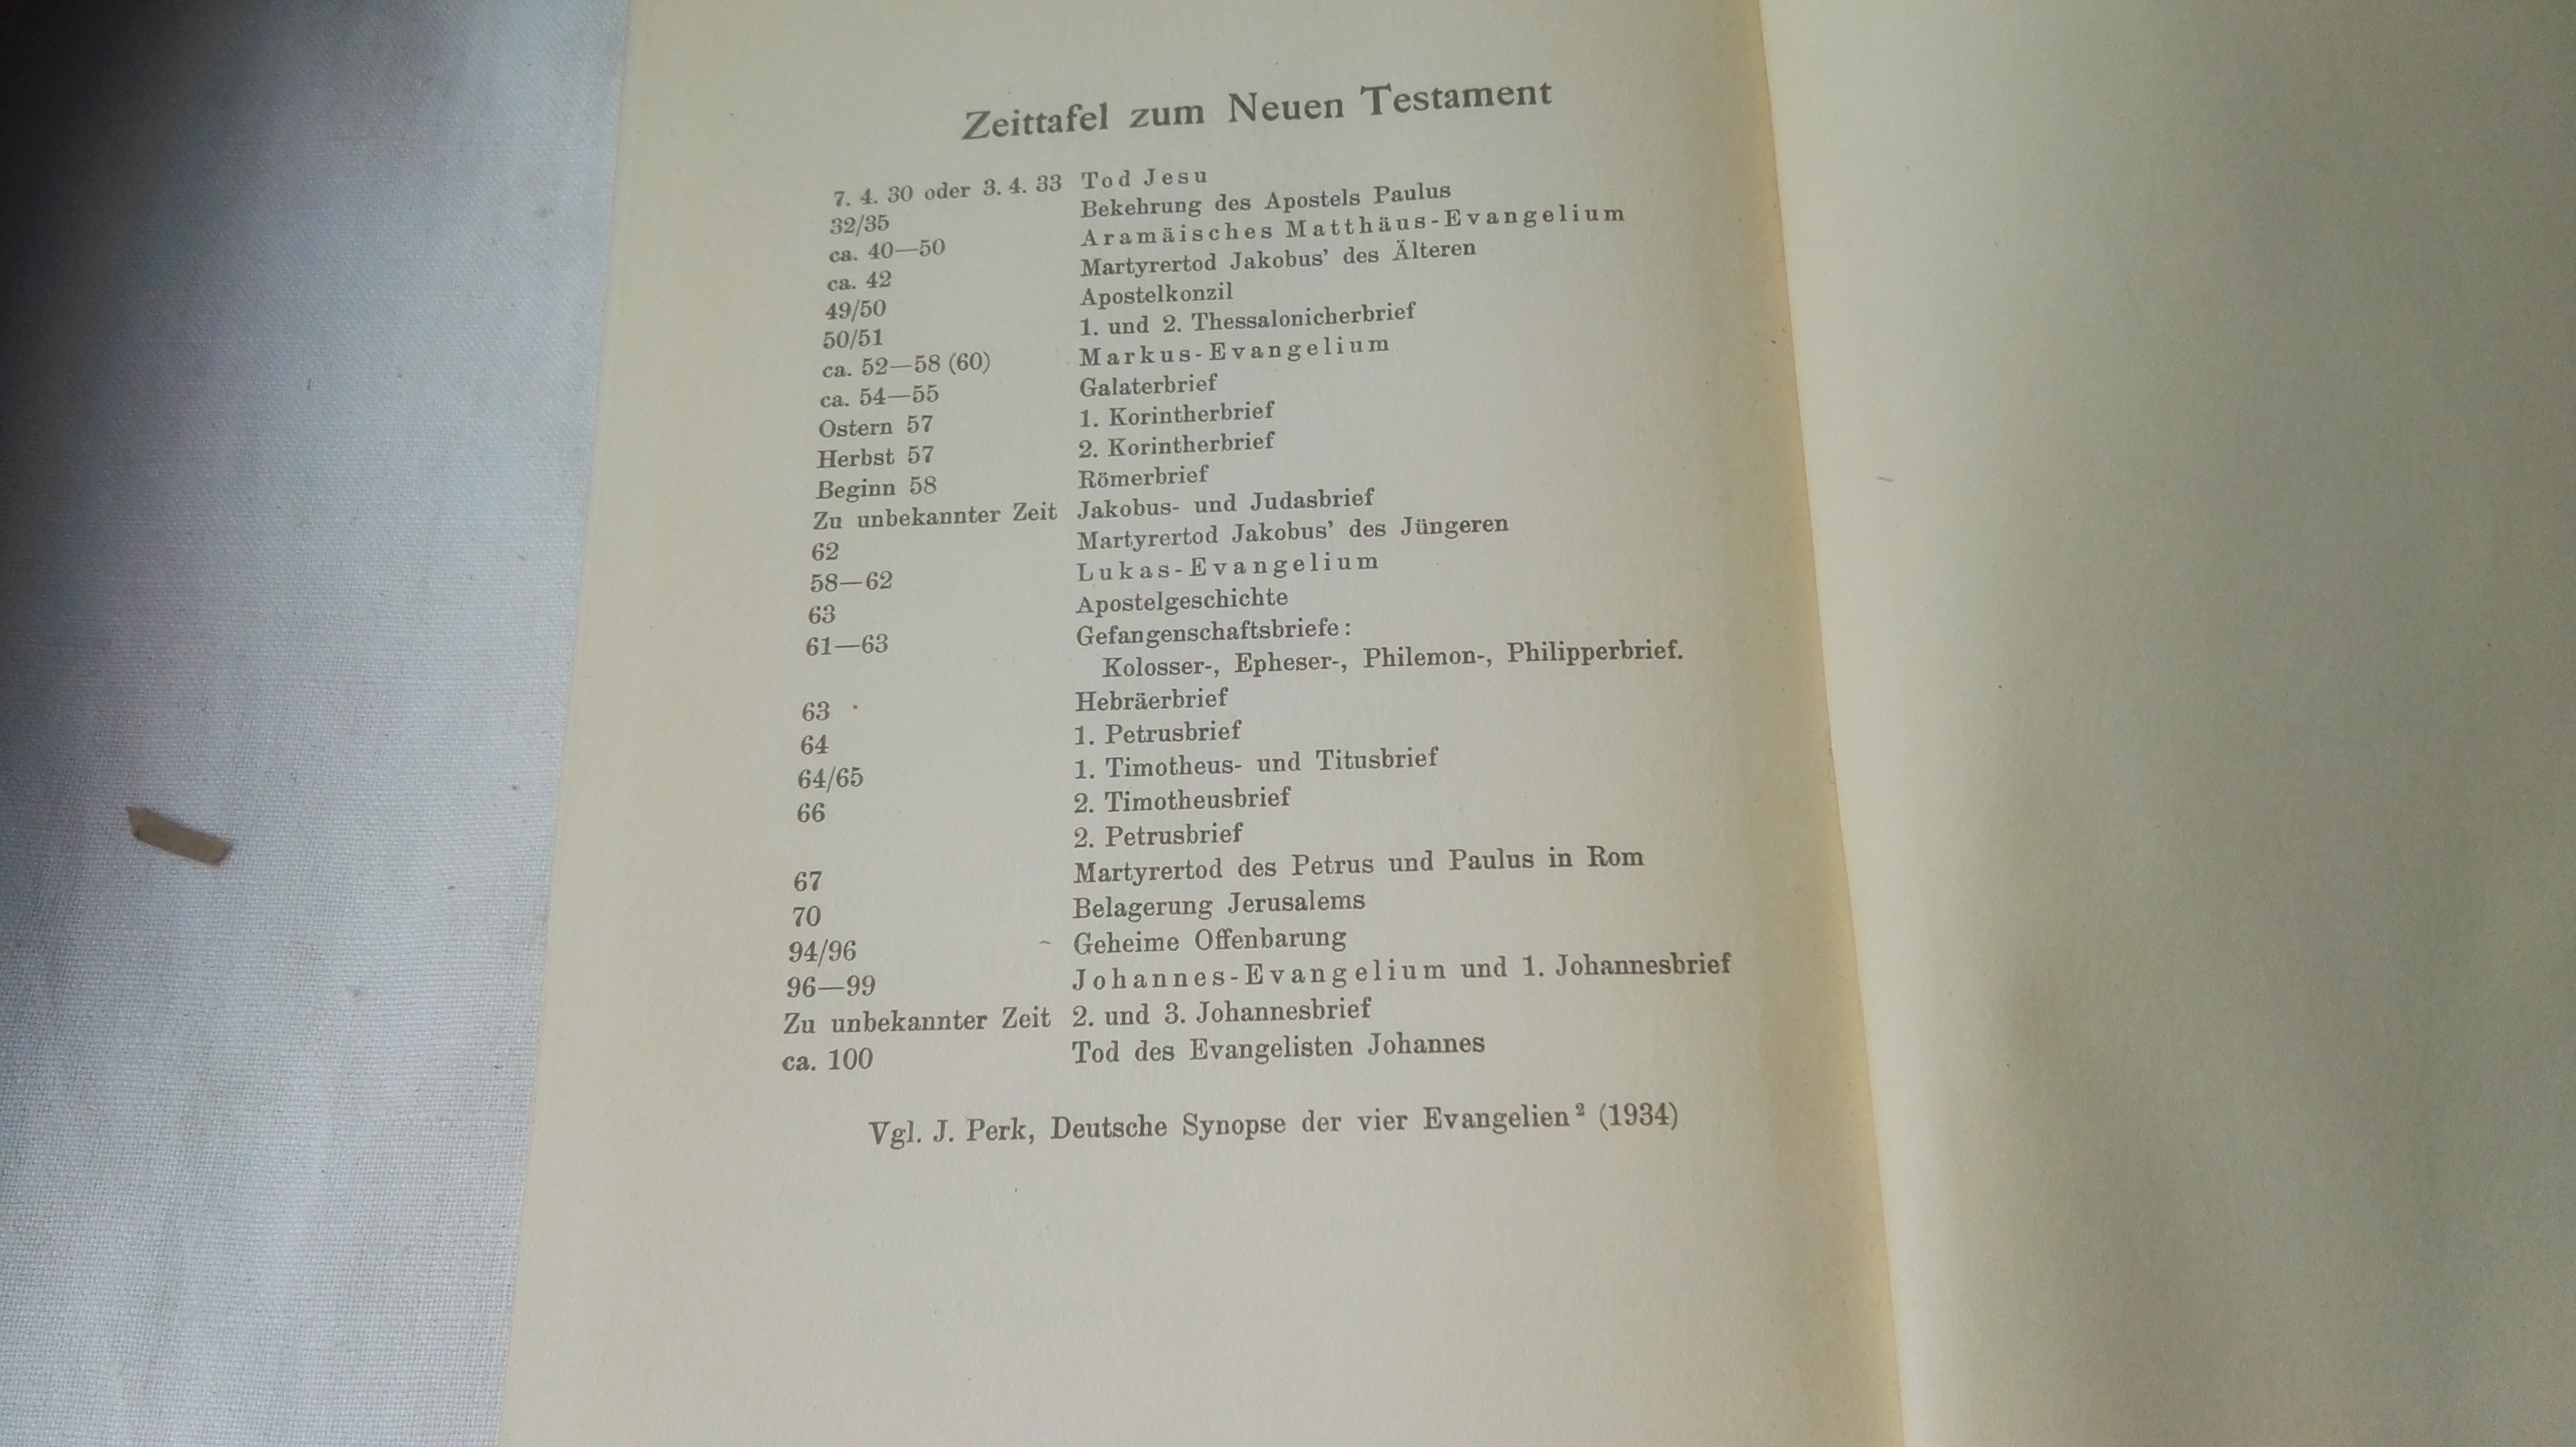 Zeittafel zum Neuen Testament
7. 4. 30 oder 3. 4. 33 Tod Jesu
32/35 Bekehrung des Apostels Paulus
ca. 40—50 Aramäisches Matthäus-Evangelium
ca. 42 Martyrertod Jakobus' des Älteren
49/50 Apostelkonzil
50/51 1. und 2. Thessalonicherbrief
ca. 52—58 (60) Markus-Evangelium
ca. 54—55 Galaterbrief
Ostern 57 1. Korintherbrief
Herbst 57 2. Korintherbrief
Beginn 58 Römerbrief
Zu unbekannter Zeit Jakobus- und Judasbrief
62 Martyrertod Jakobus' des Jüngeren
58—62 Lukas-Evangelium
63 Apostelgeschichte
61—63 Gefangenschaftsbriefe:
Kolosser-, Epheser-, Philemon-, Philipperbrief.
63 Hebräerbrief
64 1. Petrusbrief
64/65 1. Timotheus- und Titusbrief
66 2. Timotheusbrief
2. Petrusbrief
67 Martyrertod des Petrus und Paulus in Rom
70 Belagerung Jerusalems
94/96 Geheime Offenbarung
96—99 Johannes-Evangelium und 1. Johannesbrief
Zu unbekannter Zeit 2. und 3. Johannesbrief
ca. 100 Tod des Evangelisten Johannes
Vgl. J. Perk, Deutsche Synopse der vier Evangelien² (1934)